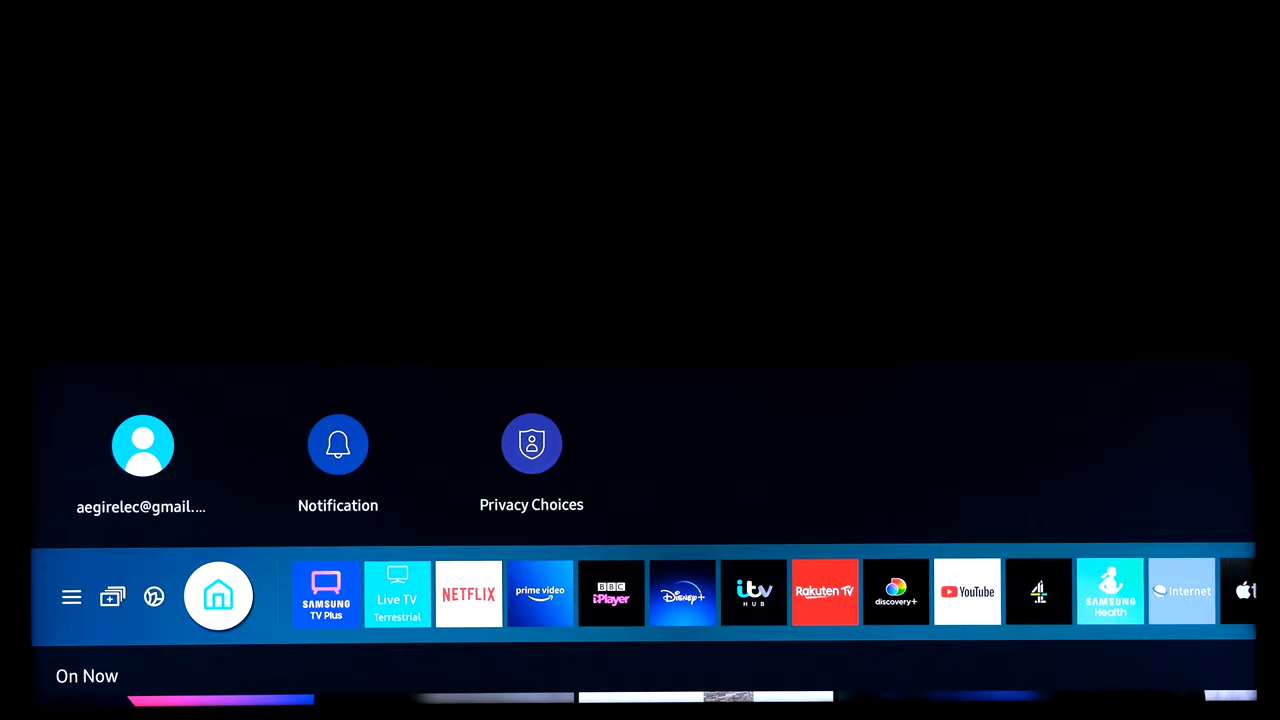 aegirelec@gmail....
Notification
Privacy Choices
SAMSUNG
TV Plus
Live TV
Terrestrial
NETFLIX
prime video
BBC
iPlayer
Disney+
itv
HUB
Rakuten TV
discovery+
YouTube
4
SAMSUNG
Health
Internet
On Now